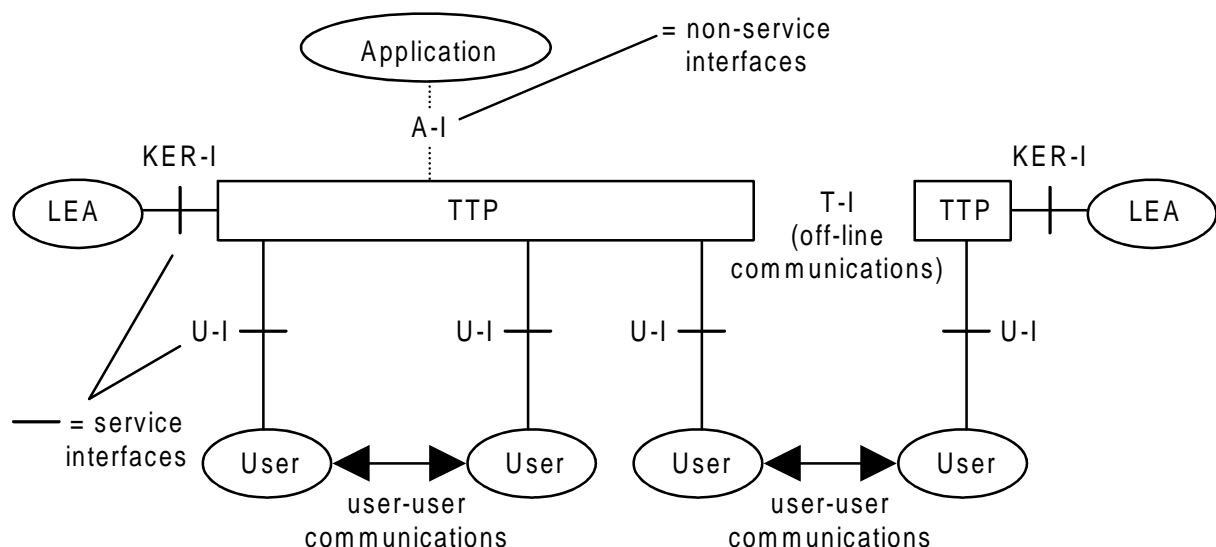 Application
= non-service
interfaces
A-I
KER-I
KER-I
LEA
TTP
T-I
(off-line
communications)
TTP
LEA
U-I
U-I
U-I
U-I
= service
interfaces
User
User
User
User
user-user
communications
user-user
communications